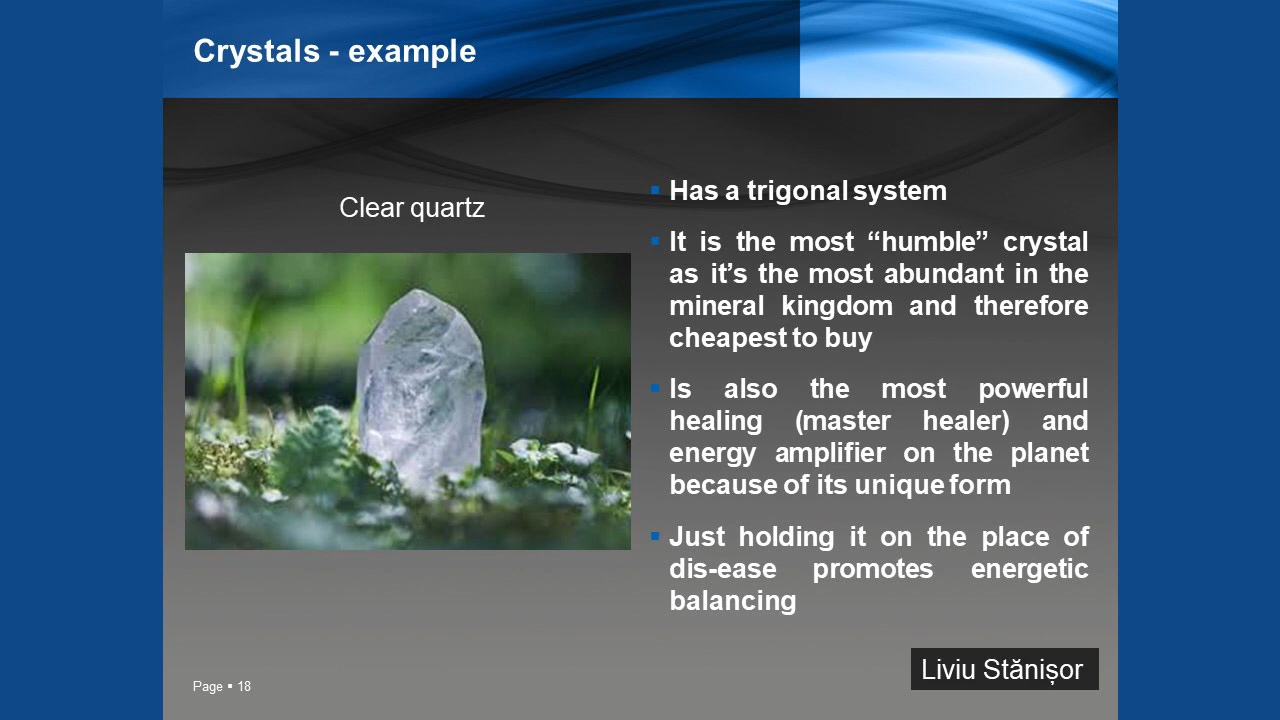 Crystals - example
Clear quartz
Has a trigonal system
It is the most “humble” crystal
as it’s the most abundant in the
mineral kingdom and therefore
cheapest to buy
Is also the most powerful
healing (master healer) and
energy amplifier on the planet
because of its unique form
Just holding it on the place of
dis-ease promotes energetic
balancing
Liviu Stănișor
Page ▪ 18